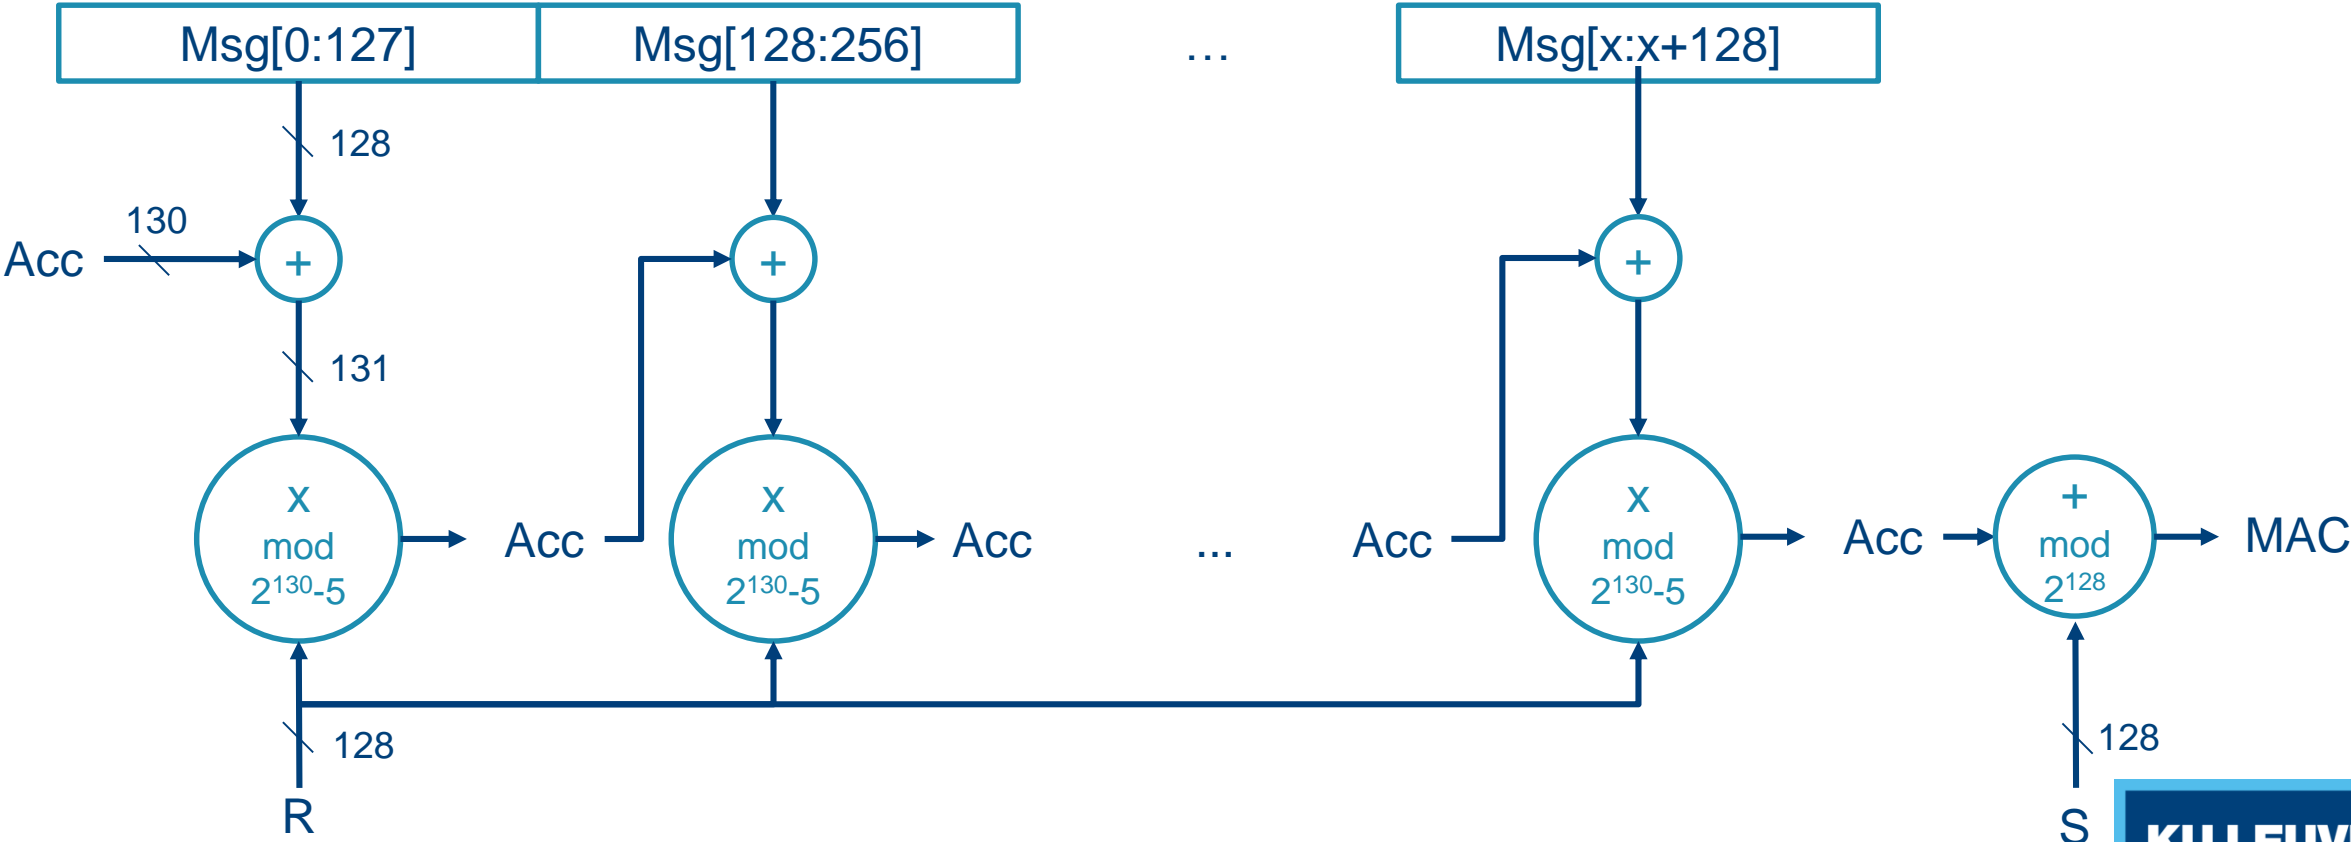 Msg[0:127] Msg[128:256] … Msg[x:x+128]
128
130
Acc + + +
131
x x x +
mod mod mod mod
2¹³⁰-5 2¹³⁰-5 2¹³⁰-5 2¹²⁸
Acc Acc ... Acc Acc MAC
128 128
R S